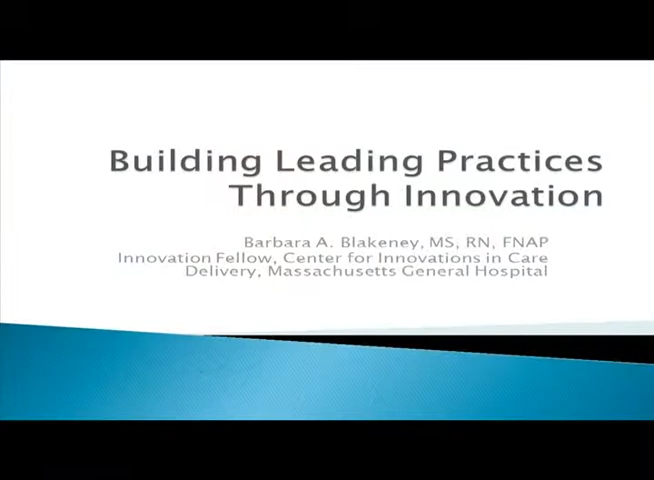 Building Leading Practices
Through Innovation
Barbara A. Blakeney, MS, RN, FNAP
Innovation Fellow, Center for Innovations in Care
Delivery, Massachusetts General Hospital